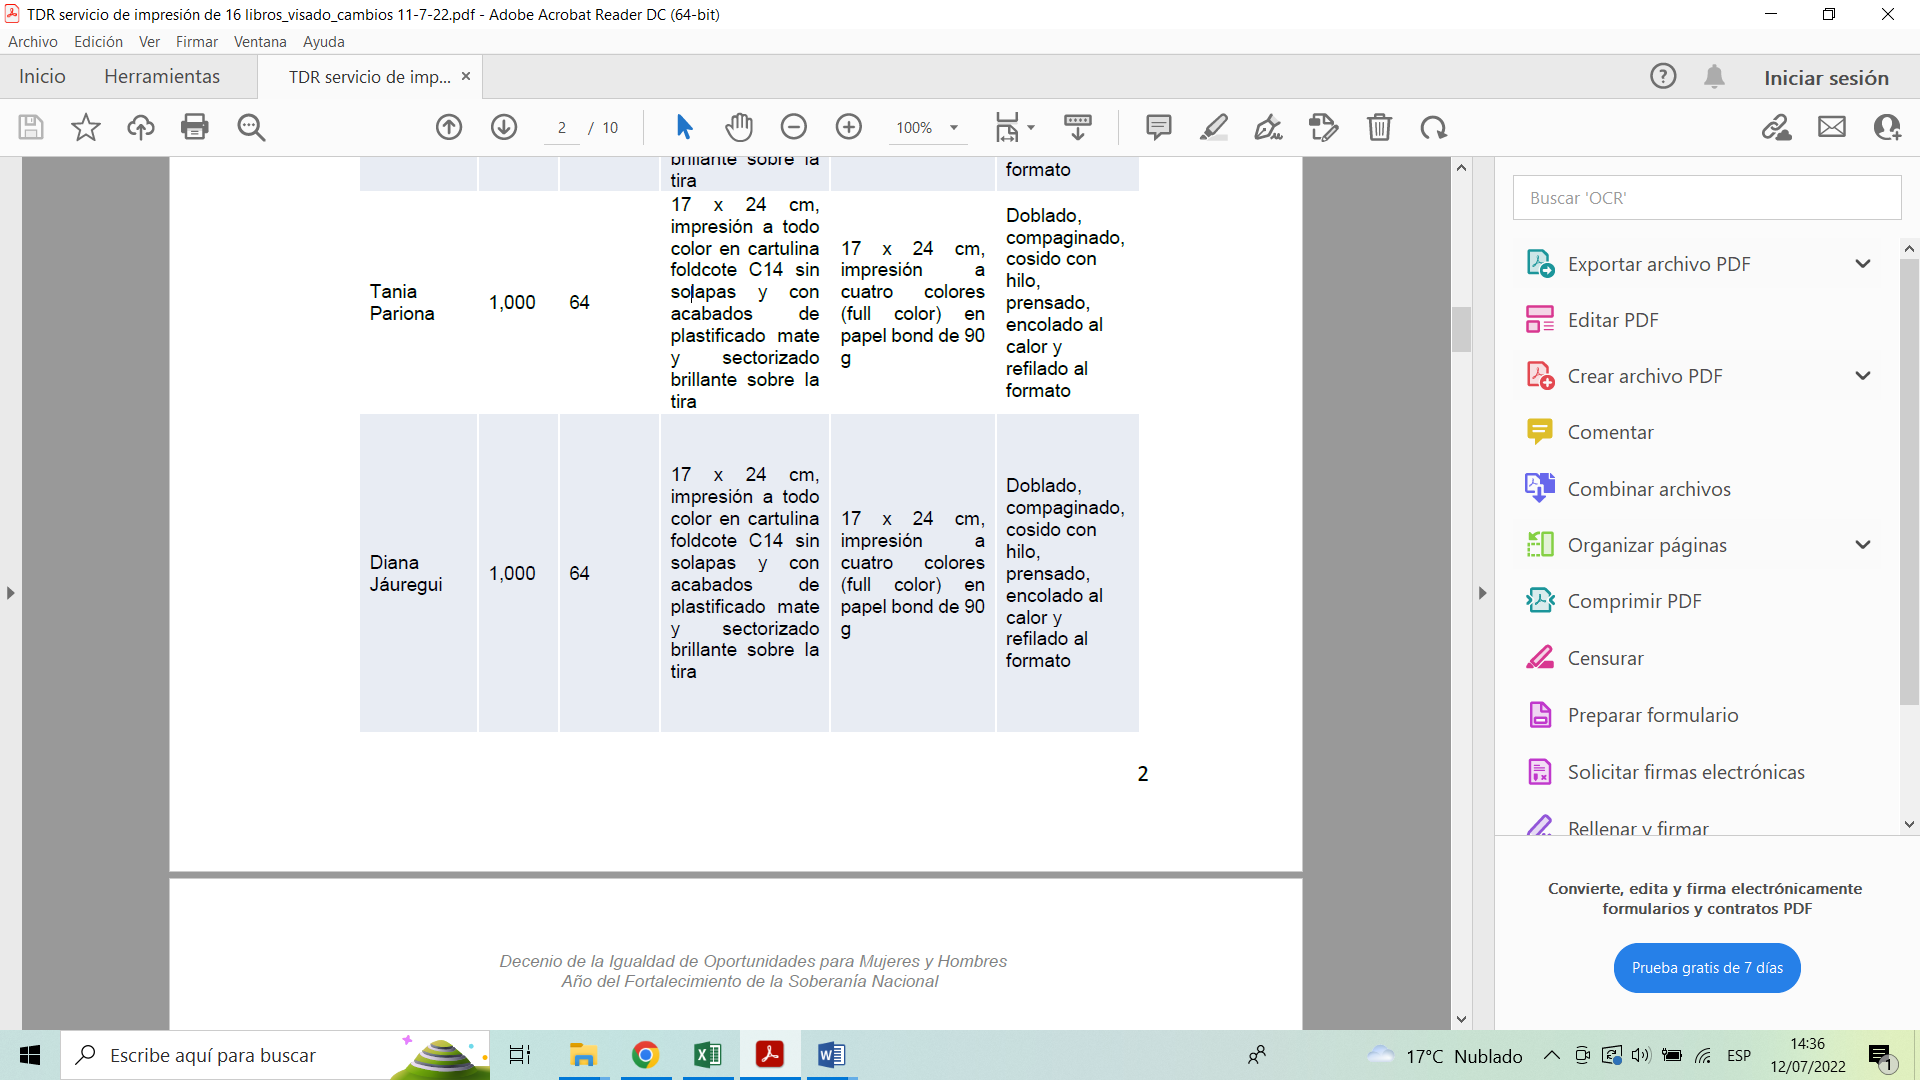 TDR servicio de impresión de 16 libros_visado_cambios 11-7-22.pdf - Adobe Acrobat Reader DC (64-bit)
Archivo Edición Ver Firmar Ventana Ayuda
Inicio Herramientas TDR servicio de imp... × Iniciar sesión
2 / 10 100%
brillante sobre la
tira
formato
Tania
Pariona
1,000
64
17 x 24 cm,
impresión a todo
color en cartulina
foldcote C14 sin
solapas y con
acabados de
plastificado mate
y sectorizado
brillante sobre la
tira
17 x 24 cm,
impresión a
cuatro colores
(full color) en
papel bond de 90
g
Doblado,
compaginado,
cosido con
hilo,
prensado,
encolado al
calor y
refilado al
formato
Diana
Jáuregui
1,000
64
17 x 24 cm,
impresión a todo
color en cartulina
foldcote C14 sin
solapas y con
acabados de
plastificado mate
y sectorizado
brillante sobre la
tira
17 x 24 cm,
impresión a
cuatro colores
(full color) en
papel bond de 90
g
Doblado,
compaginado,
cosido con
hilo,
prensado,
encolado al
calor y
refilado al
formato
2
Decenio de la Igualdad de Oportunidades para Mujeres y Hombres
Año del Fortalecimiento de la Soberanía Nacional
Buscar 'OCR'
Exportar archivo PDF
Editar PDF
Crear archivo PDF
Comentar
Combinar archivos
Organizar páginas
Comprimir PDF
Censurar
Preparar formulario
Solicitar firmas electrónicas
Rellenar y firmar
Convierte, edita y firma electrónicamente
formularios y contratos PDF
Prueba gratis de 7 días
Escribe aquí para buscar
17°C Nublado
ESP
14:36
12/07/2022
1